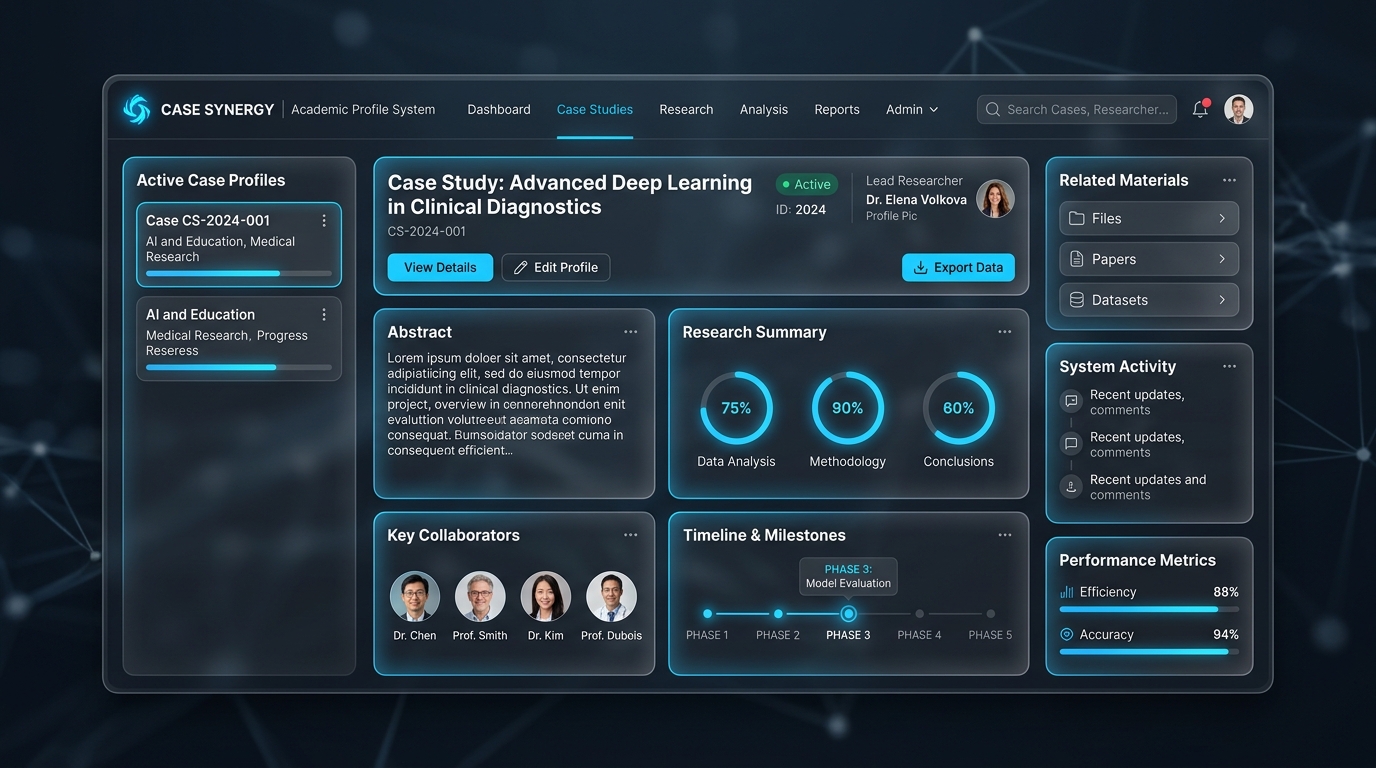 CASE SYNERGY
Academic Profile System
Dashboard
Case Studies
Research
Analysis
Reports
Admin
Search Cases, Researcher...
Active Case Profiles
Case CS-2024-001
AI and Education, Medical
Research
AI and Education
Medical Research, Progress
Reseress
Case Study: Advanced Deep Learning
in Clinical Diagnostics
CS-2024-001
Active
ID: 2024
Lead Researcher
Dr. Elena Volkova
Profile Pic
View Details
Edit Profile
Export Data
Abstract
Lorem ipsum doloer sit amet, consectetur
adipiatiicing elit, sed do eiusmod tempor
incididunt in clinical diagnostics. Ut enim
project, overview in enit
evaluttion comiono
consequat. Bumsoidator sodseet cuma in
consequent efficient...
Research Summary
75%
90%
60%
Data Analysis
Methodology
Conclusions
Key Collaborators
Dr. Chen
Prof. Smith
Dr. Kim
Prof. Dubois
Timeline & Milestones
PHASE 3:
Model Evaluation
PHASE 1
PHASE 2
PHASE 3
PHASE 4
PHASE 5
Related Materials
Files
Papers
Datasets
System Activity
Recent updates,
comments
Recent updates,
comments
Recent updates and
comments
Performance Metrics
Efficiency
88%
Accuracy
94%